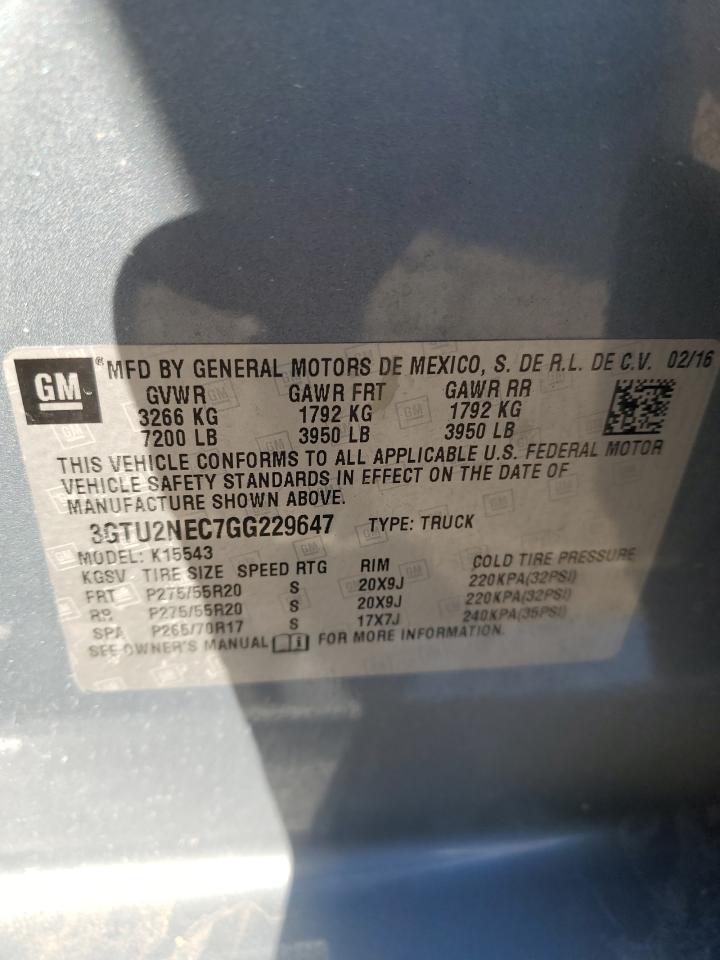 GM ® MFD BY GENERAL MOTORS DE MEXICO, S. DE R.L. DE C.V. 02/16
GVWR GAWR FRT GAWR RR
3266 KG 1792 KG 1792 KG
7200 LB 3950 LB 3950 LB
THIS VEHICLE CONFORMS TO ALL APPLICABLE U.S. FEDERAL MOTOR
VEHICLE SAFETY STANDARDS IN EFFECT ON THE DATE OF
MANUFACTURE SHOWN ABOVE.
3GTU2NEC7GG229647 TYPE: TRUCK
MODEL: K15543
KGSV TIRE SIZE SPEED RTG RIM COLD TIRE PRESSURE
FRT P275/55R20 S 20X9J 220KPA(32PSI)
RR P275/55R20 S 20X9J 220KPA(32PSI)
SPA P265/70R17 S 17X7J 240KPA(35PSI)
SEE OWNER'S MANUAL FOR MORE INFORMATION.